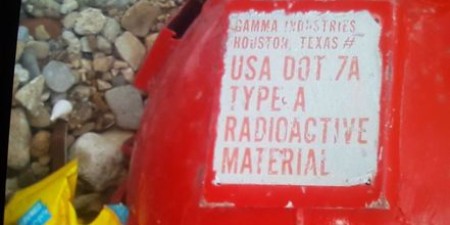 GAMMA INDUSTRIES
HOUSTON, TEXAS #
USA DOT 7A
TYPE A
RADIOACTIVE
MATERIAL